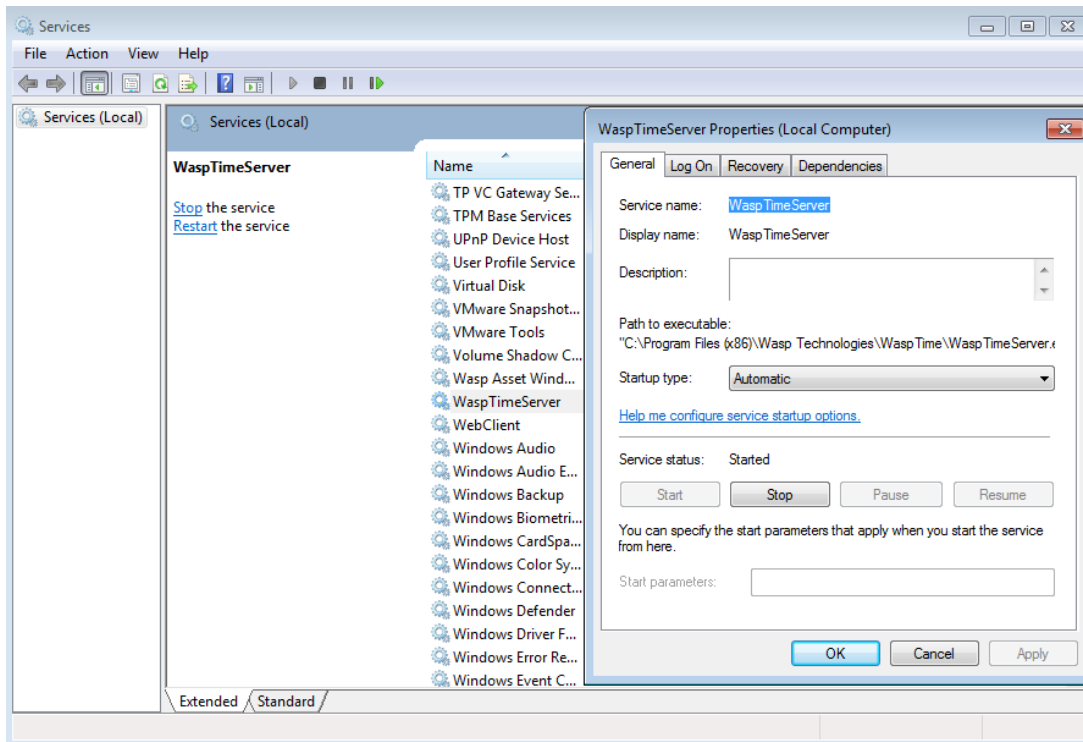 Services
File Action View Help
Services (Local)
Services (Local)
WaspTimeServer
Stop the service
Restart the service
Name
TP VC Gateway Se...
TPM Base Services
UPnP Device Host
User Profile Service
Virtual Disk
VMware Snapshot...
VMware Tools
Volume Shadow C...
Wasp Asset Wind...
WaspTimeServer
WebClient
Windows Audio
Windows Audio E...
Windows Backup
Windows Biometri...
Windows CardSpa...
Windows Color Sy...
Windows Connect...
Windows Defender
Windows Driver F...
Windows Error Re...
Windows Event C...
Extended Standard
WaspTimeServer Properties (Local Computer)
General Log On Recovery Dependencies
Service name: WaspTimeServer
Display name: WaspTimeServer
Description:
Path to executable:
"C:\Program Files (x86)\Wasp Technologies\WaspTime\WaspTimeServer.e
Startup type: Automatic
Help me configure service startup options.
Service status: Started
Start Stop Pause Resume
You can specify the start parameters that apply when you start the service
from here.
Start parameters:
OK Cancel Apply